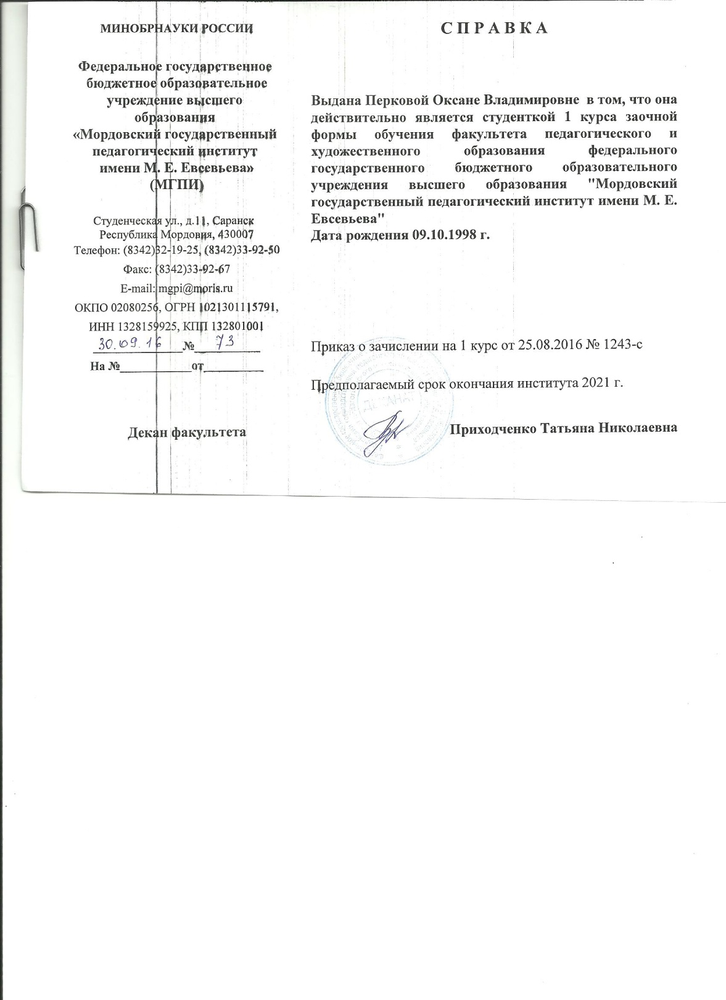 МИНОБРНАУКИ РОССИИ
Федеральное государственное
бюджетное образовательное
учреждение высшего
образования
«Мордовский государственный
педагогический институт
имени М. Е. Евсевьева»
(МГПИ)
Студенческая ул., д.11, Саранск
Республика Мордовия, 430007
Телефон: (8342)32-19-25, (8342)33-92-50
Факс: (8342)33-92-67
E-mail: mgpi@moris.ru
ОКПО 02080256, ОГРН 1021301115791,
ИНН 1328159925, КПП 132801001
30.09.16 № 73
На №___________от_________
Декан факультета
С П Р А В К А
Выдана Перковой Оксане Владимировне в том, что она
действительно является студенткой 1 курса заочной
формы обучения факультета педагогического и
художественного образования федерального
государственного бюджетного образовательного
учреждения высшего образования "Мордовский
государственный педагогический институт имени М. Е.
Евсевьева"
Дата рождения 09.10.1998 г.
Приказ о зачислении на 1 курс от 25.08.2016 № 1243-с
Предполагаемый срок окончания института 2021 г.
ДЕКАНАТ
Приходченко Татьяна Николаевна